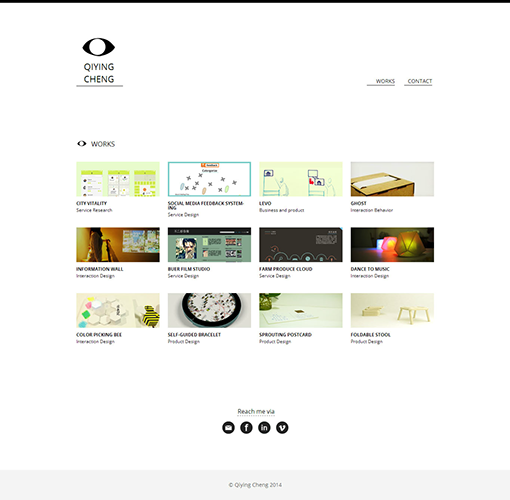 QIYING
CHENG
WORKS CONTACT
WORKS
CITY VITALITY
Service Research
SOCIAL MEDIA FEEDBACK SYSTEM-
ING
Service Design
LEVO
Business and product
GHOST
Interaction Behavior
INFORMATION WALL
Interaction Design
BUER FILM STUDIO
Service Design
FARM PRODUCE CLOUD
Service Design
DANCE TO MUSIC
Interaction Design
COLOR PICKING BEE
Interaction Design
SELF-GUIDED BRACELET
Product Design
SPROUTING POSTCARD
Product Design
FOLDABLE STOOL
Product Design
Reach me via
© Qiying Cheng 2014